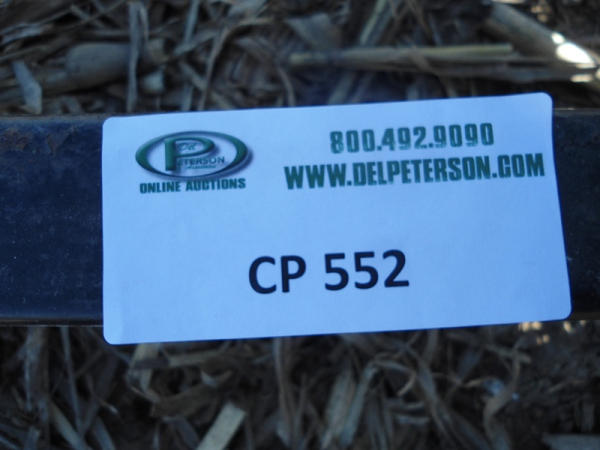 Del
PETERSON
ONLINE AUCTIONS
800.492.9090
WWW.DELPETERSON.COM
CP 552